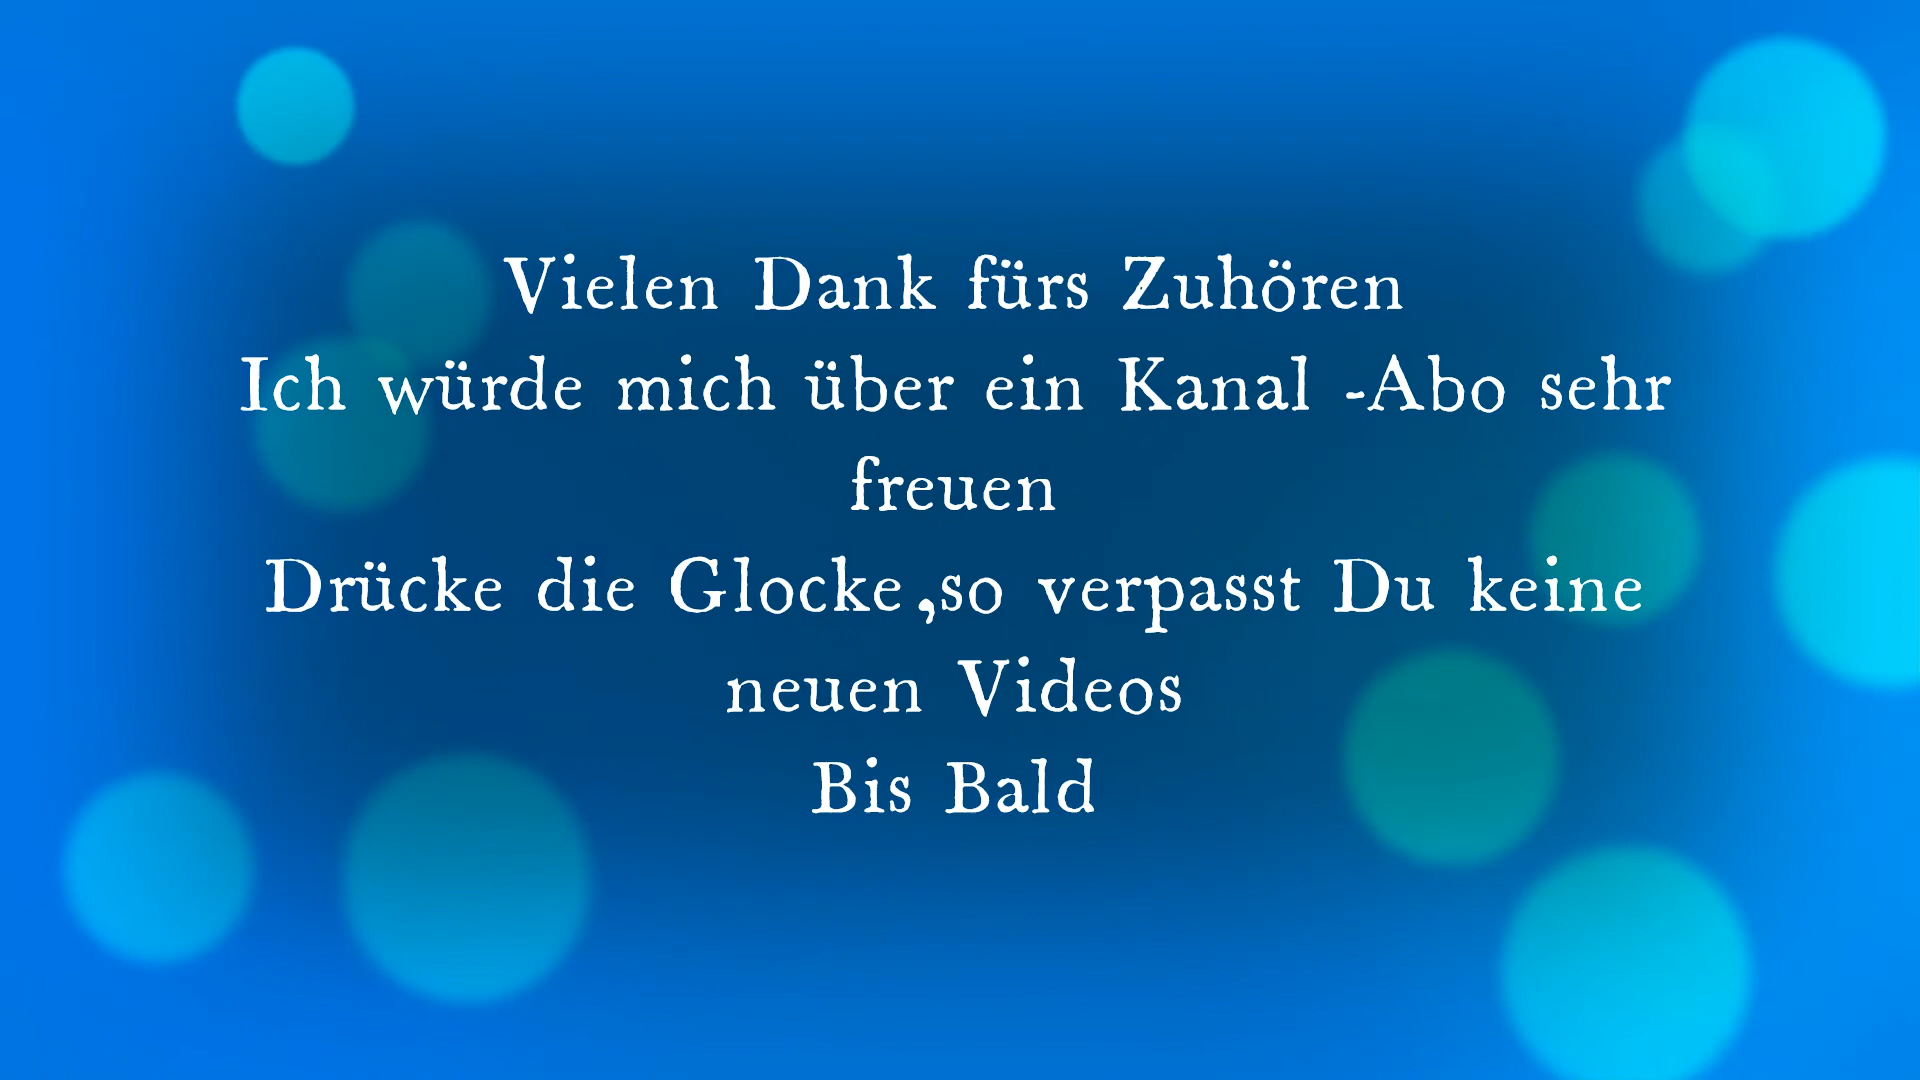 Vielen Dank fürs Zuhören
Ich würde mich über ein Kanal -Abo sehr
freuen
Drücke die Glocke ,so verpasst Du keine
neuen Videos
Bis Bald